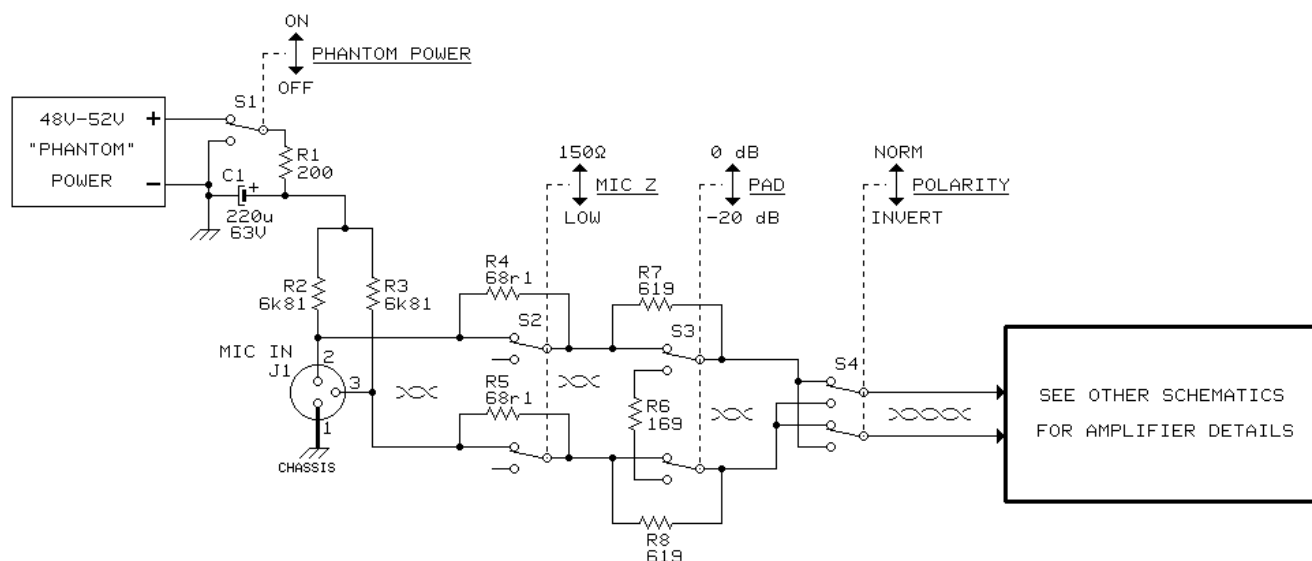 ON
PHANTOM POWER
OFF
48V-52V +
"PHANTOM"
POWER -
S1
R1
200
C1
+
220u
63V
150Ω
MIC Z
LOW
0 dB
PAD
-20 dB
NORM
POLARITY
INVERT
R2
6k81
R3
6k81
R4
68r1
S2
R7
619
S3
MIC IN
J1
2
3
1
CHASSIS
R5
68r1
R6
169
R8
619
S4
SEE OTHER SCHEMATICS
FOR AMPLIFIER DETAILS